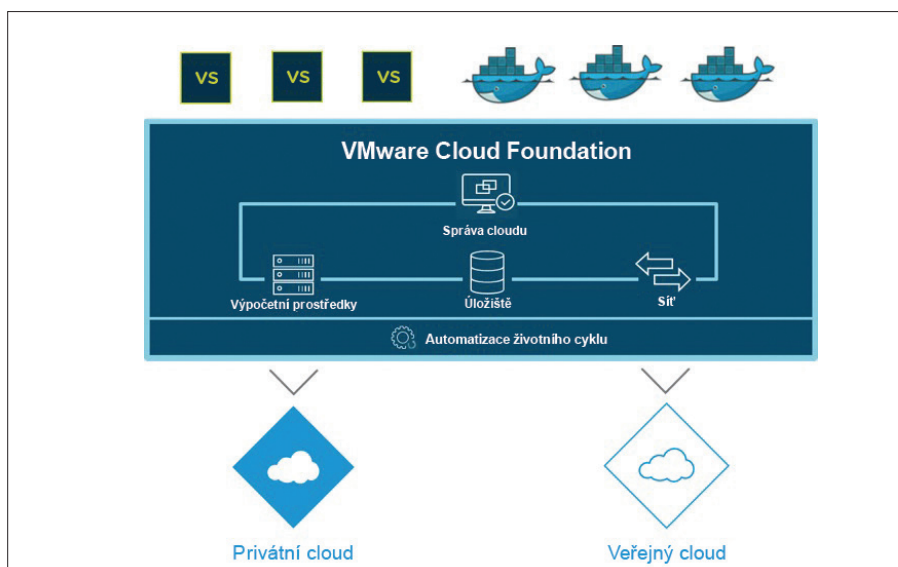 VS VS VS
VMware Cloud Foundation
Správa cloudu
Výpočetní prostředky Úložiště Síť
Automatizace životního cyklu
Privátní cloud Veřejný cloud